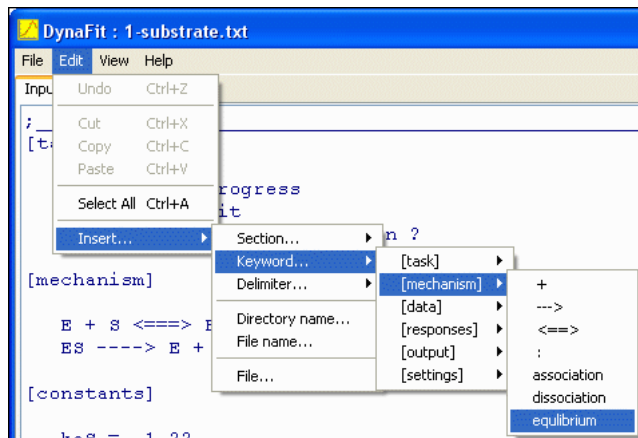 DynaFit : 1-substrate.txt
File Edit View Help
Undo Ctrl+Z
;
Cut Ctrl+X
Copy Ctrl+C
Paste Ctrl+V
Select All Ctrl+A
Insert...
Section...
Keyword...
Delimiter...
Directory name...
File name...
File...
[task]
[mechanism]
[data]
[responses]
[output]
[settings]
+
--->
<==>
:
association
dissociation
equlibrium
?
[mechanism]
E + S <===>
ES ----> E +
[constants]